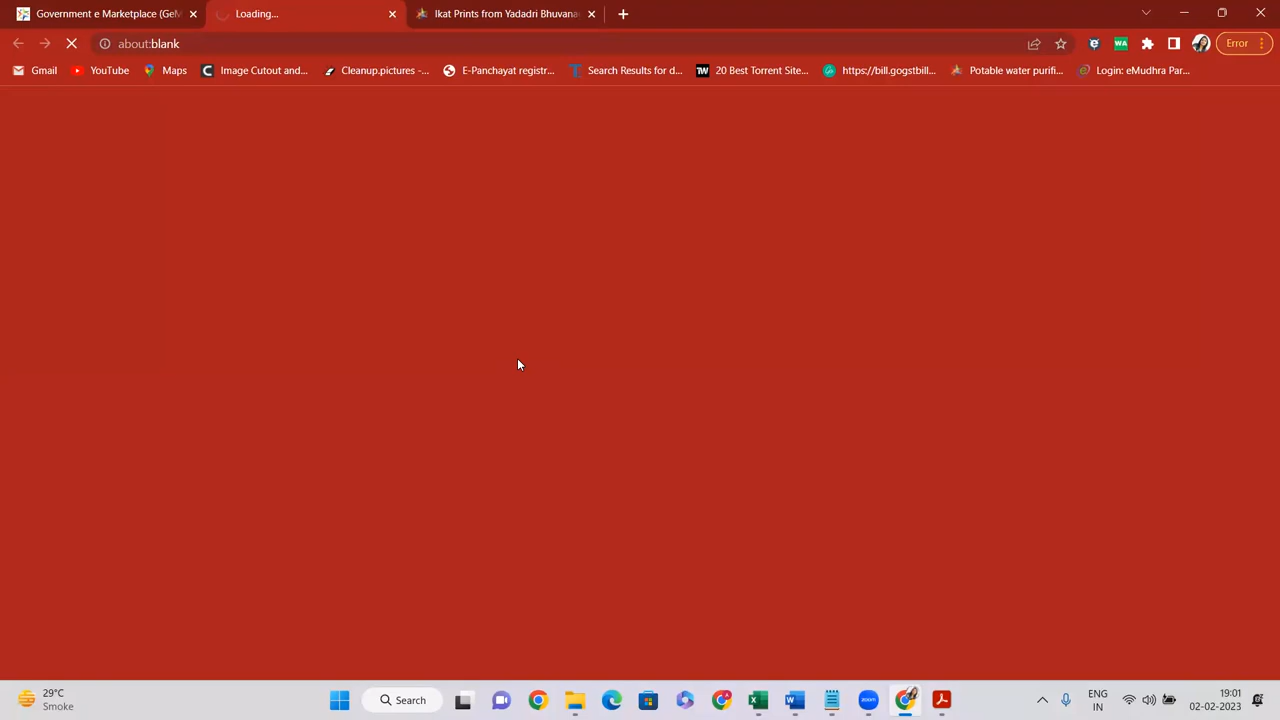 Government e Marketplace (GeM
Loading...
Ikat Prints from Yadadri Bhuvana
about:blank
Error
Gmail
YouTube
Maps
Image Cutout and...
Cleanup.pictures -...
E-Panchayat registr...
Search Results for d...
20 Best Torrent Site...
https://bill.gogstbill...
Potable water purifi...
Login: eMudhra Par...
29°C
Smoke
Search
ENG
IN
19:01
02-02-2023